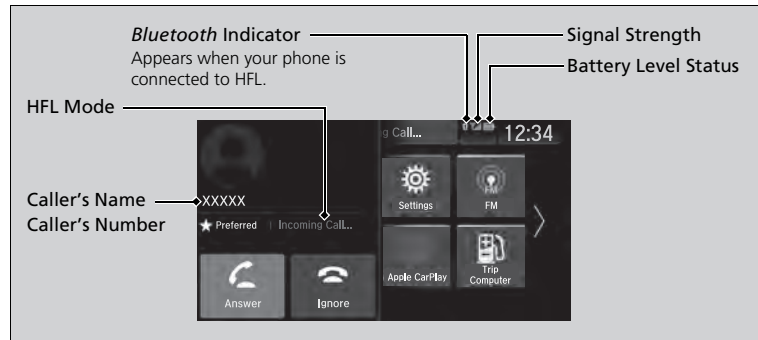 Bluetooth Indicator
Appears when your phone is
connected to HFL.
Signal Strength
Battery Level Status
HFL Mode
Caller's Name
Caller's Number
g Call...
12:34
XXXXX
★ Preferred | Incoming Call...
Answer
Ignore
Settings
FM
FM
Apple CarPlay
Trip
Computer